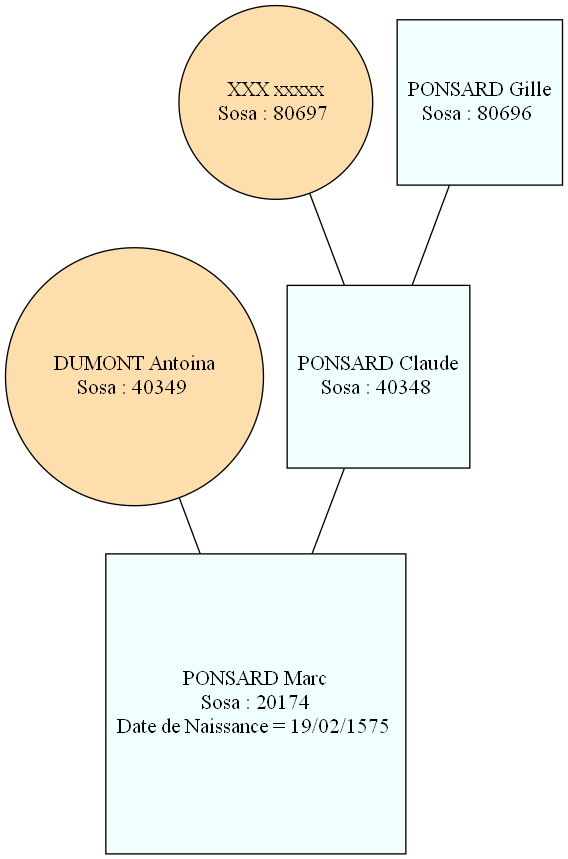 XXX xxxxx
Sosa : 80697
PONSARD Gille
Sosa : 80696
DUMONT Antoina
Sosa : 40349
PONSARD Claude
Sosa : 40348
PONSARD Marc
Sosa : 20174
Date de Naissance = 19/02/1575